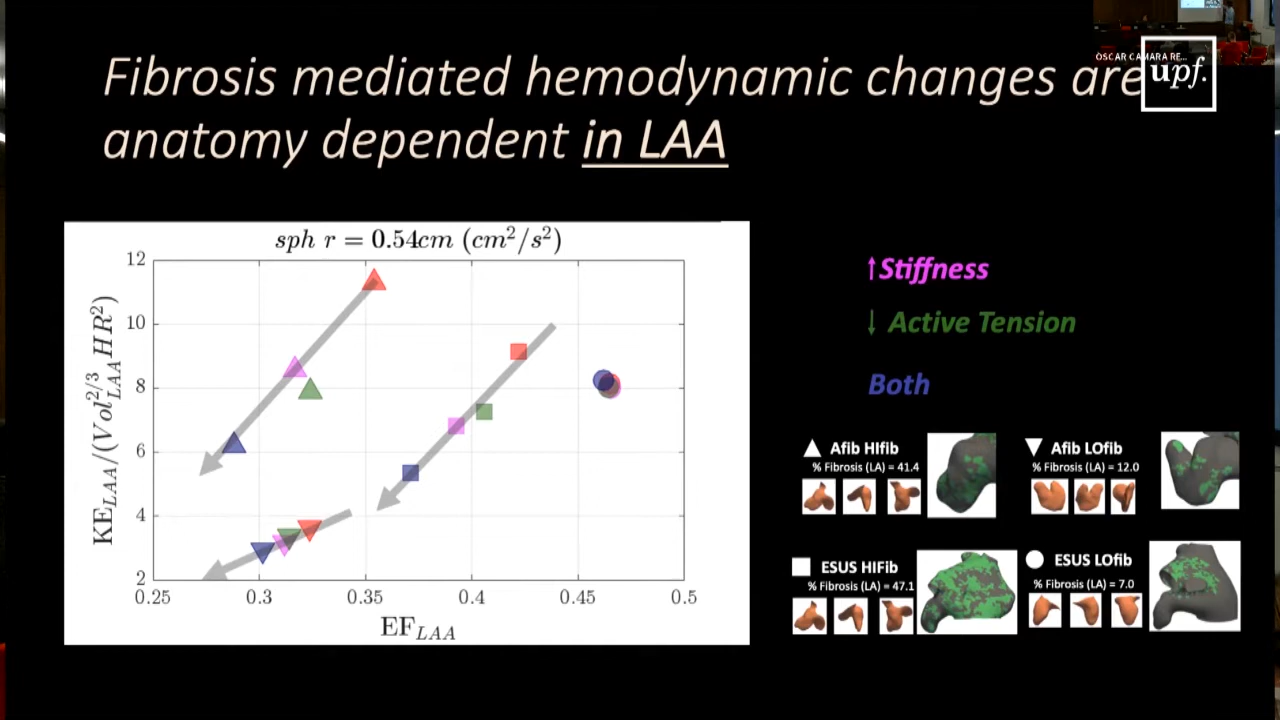 Fibrosis mediated hemodynamic changes are
anatomy dependent in LAA
ÒSCAR CAMARA RE...
upf.
sph r = 0.54cm (cm²/s²)
KE_LAA/(Vol_LAA^2/3 HR²)
12
10
8
6
4
2
0.25 0.3 0.35 0.4 0.45 0.5
EF_LAA
↑Stiffness
↓ Active Tension
Both
Afib HIfib
% Fibrosis (LA) = 41.4
Afib LOfib
% Fibrosis (LA) = 12.0
ESUS HIFib
% Fibrosis (LA) = 47.1
ESUS LOfib
% Fibrosis (LA) = 7.0